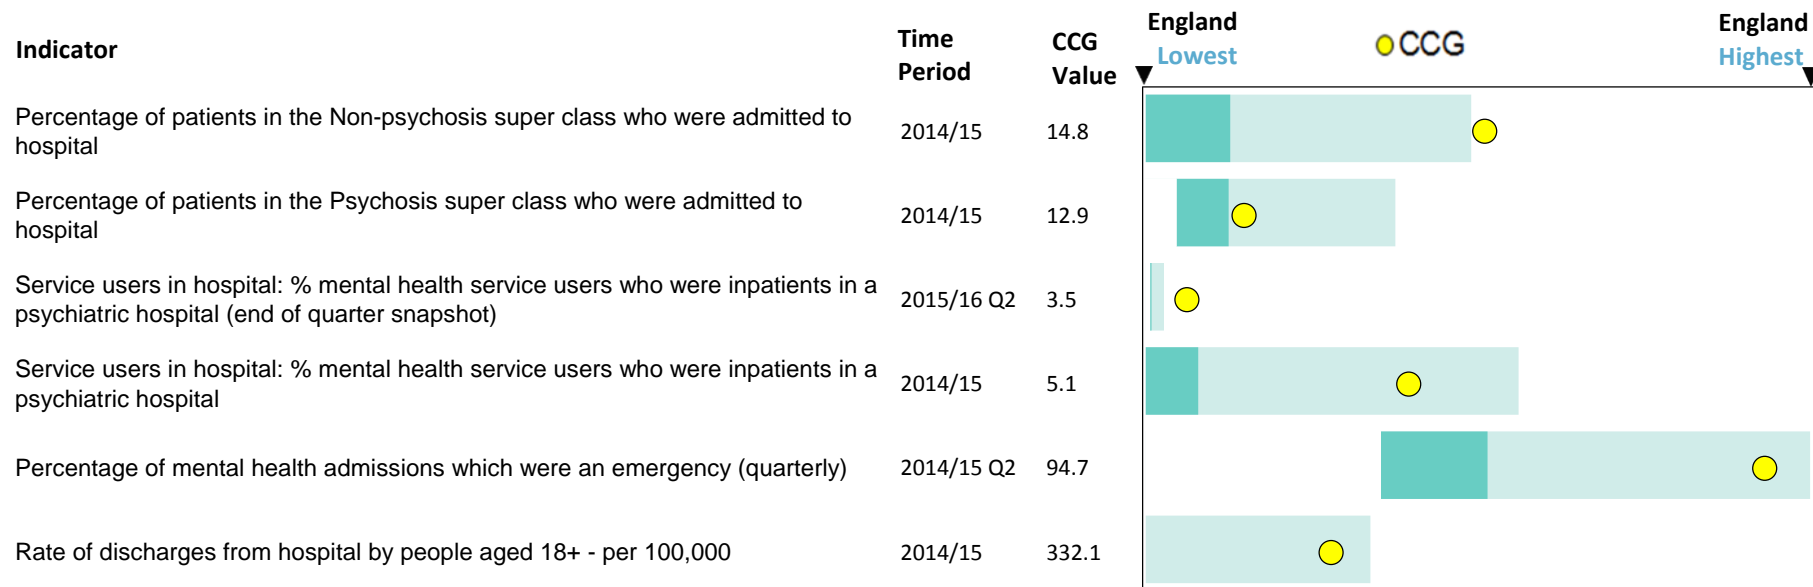 Indicator
Time Period
CCG Value
England Lowest
CCG
England Highest
Percentage of patients in the Non-psychosis super class who were admitted to
hospital
2014/15
14.8
Percentage of patients in the Psychosis super class who were admitted to
hospital
2014/15
12.9
Service users in hospital: % mental health service users who were inpatients in a
psychiatric hospital (end of quarter snapshot)
2015/16 Q2
3.5
Service users in hospital: % mental health service users who were inpatients in a
psychiatric hospital
2014/15
5.1
Percentage of mental health admissions which were an emergency (quarterly)
2014/15 Q2
94.7
Rate of discharges from hospital by people aged 18+ - per 100,000
2014/15
332.1